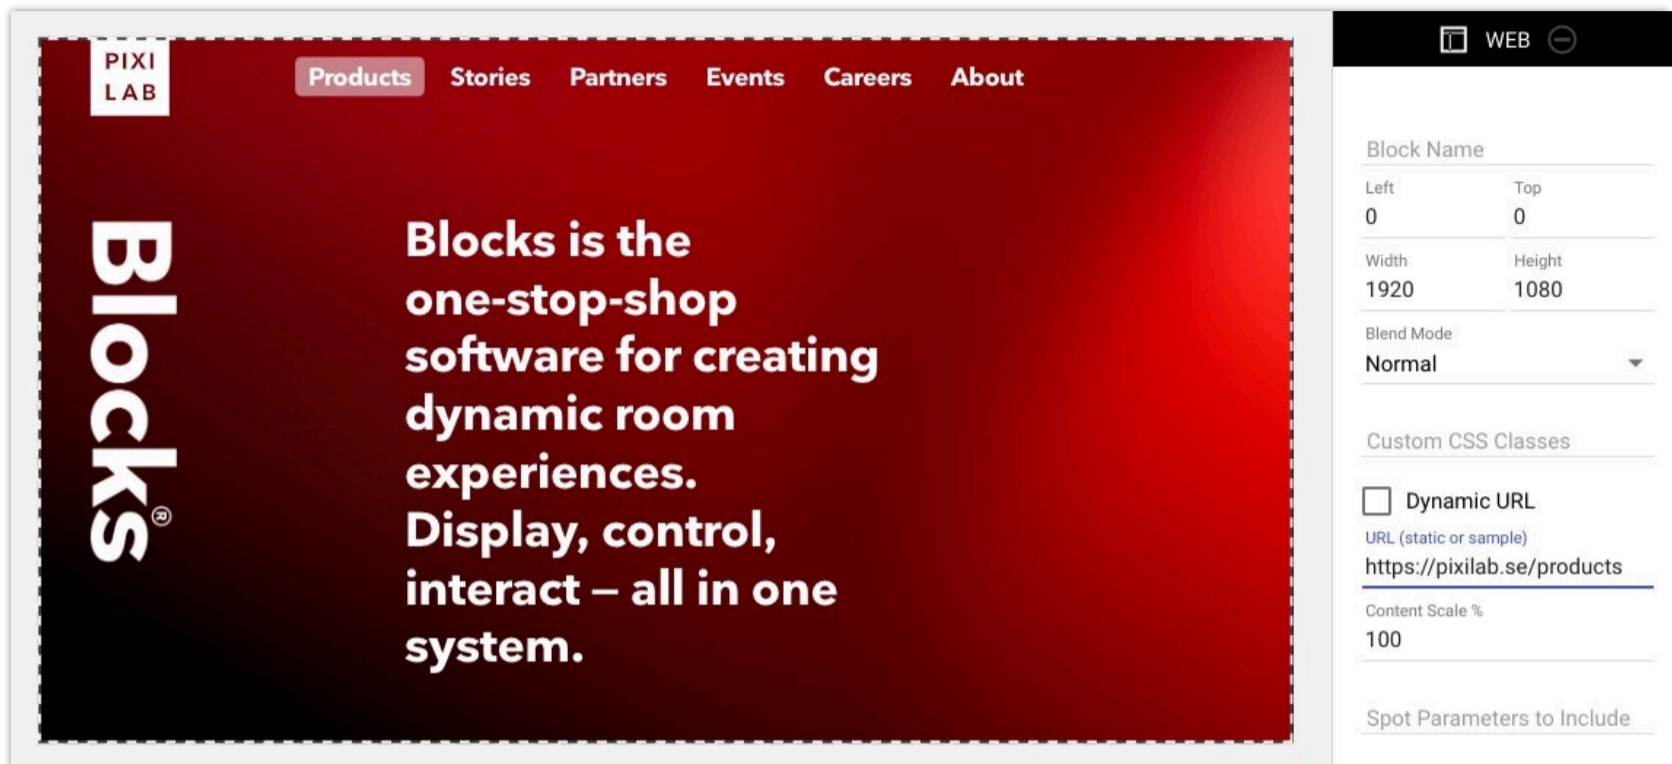 PIXI
LAB
Products Stories Partners Events Careers About
Blocks®
Blocks is the
one-stop-shop
software for creating
dynamic room
experiences.
Display, control,
interact – all in one
system.
WEB
Block Name
Left Top
0 0
Width Height
1920 1080
Blend Mode
Normal
Custom CSS Classes
Dynamic URL
URL (static or sample)
https://pixilab.se/products
Content Scale %
100
Spot Parameters to Include